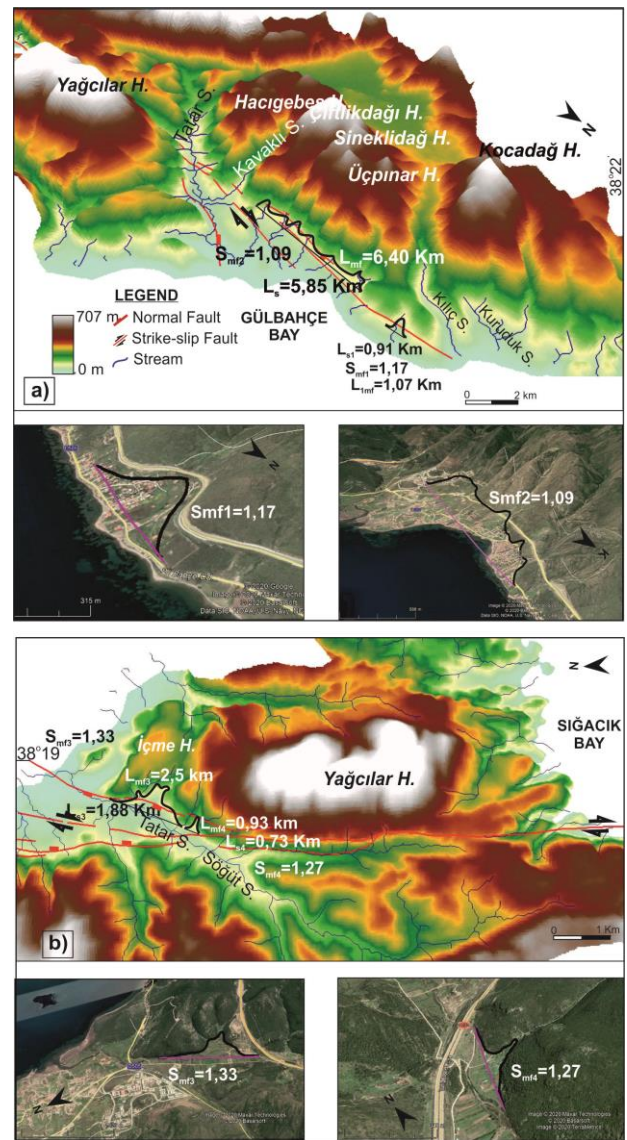 Yağcılar H.
Tatar S.
Hacıgebeş H.
Çiftlikdağı H.
Kavaklı S.
Sineklidağ H.
Kocadağ H.
Üçpınar H.
38°22
Smf2=1,09
Lmf=6,40 Km
Ls=5,85 Km
LEGEND
707 m
0 m
Normal Fault
Strike-slip Fault
Stream
GÜLBAHÇE
BAY
Kılıç S.
Kuruduk S.
Ls1=0,91 Km
Smf1=1,17
L1mf=1,07 Km
a)
0 2 km
N
Smf1=1,17
315 m
N
Smf2=1,09
N
Smf3=1,33
38°19
İçme H.
Lmf3=2,5 km
SIĞACIK
BAY
Yağcılar H.
Ls3=1,88 Km
Lmf4=0,93 km
Ls4=0,73 Km
Tatar S.
Söğüt S.
Smf4=1,27
b)
0 1 Km
N
Smf3=1,33
N
Smf4=1,27
N